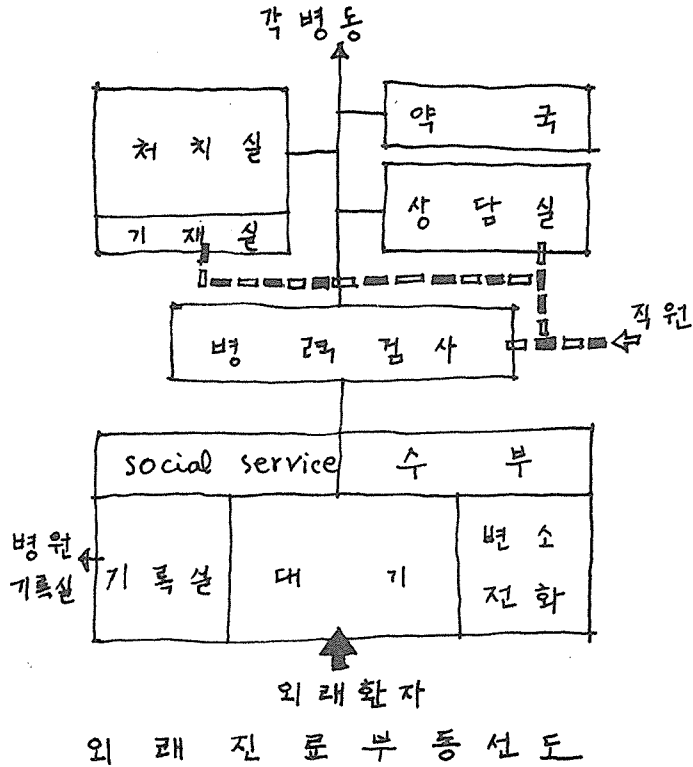 각 병 동
처 치 실
약 국
상 담 실
기 재 실
직 원
병 력 검 사
social service 수 부
병 원
기록실
기 록 실
대 기
변 소
전 화
외 래 환 자
외 래 진 료 부 동 선 도